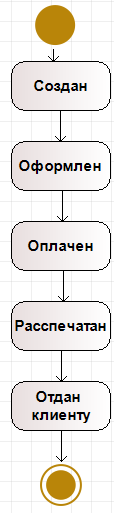 Создан
Оформлен
Оплачен
Расспечатан
Отдан
клиенту